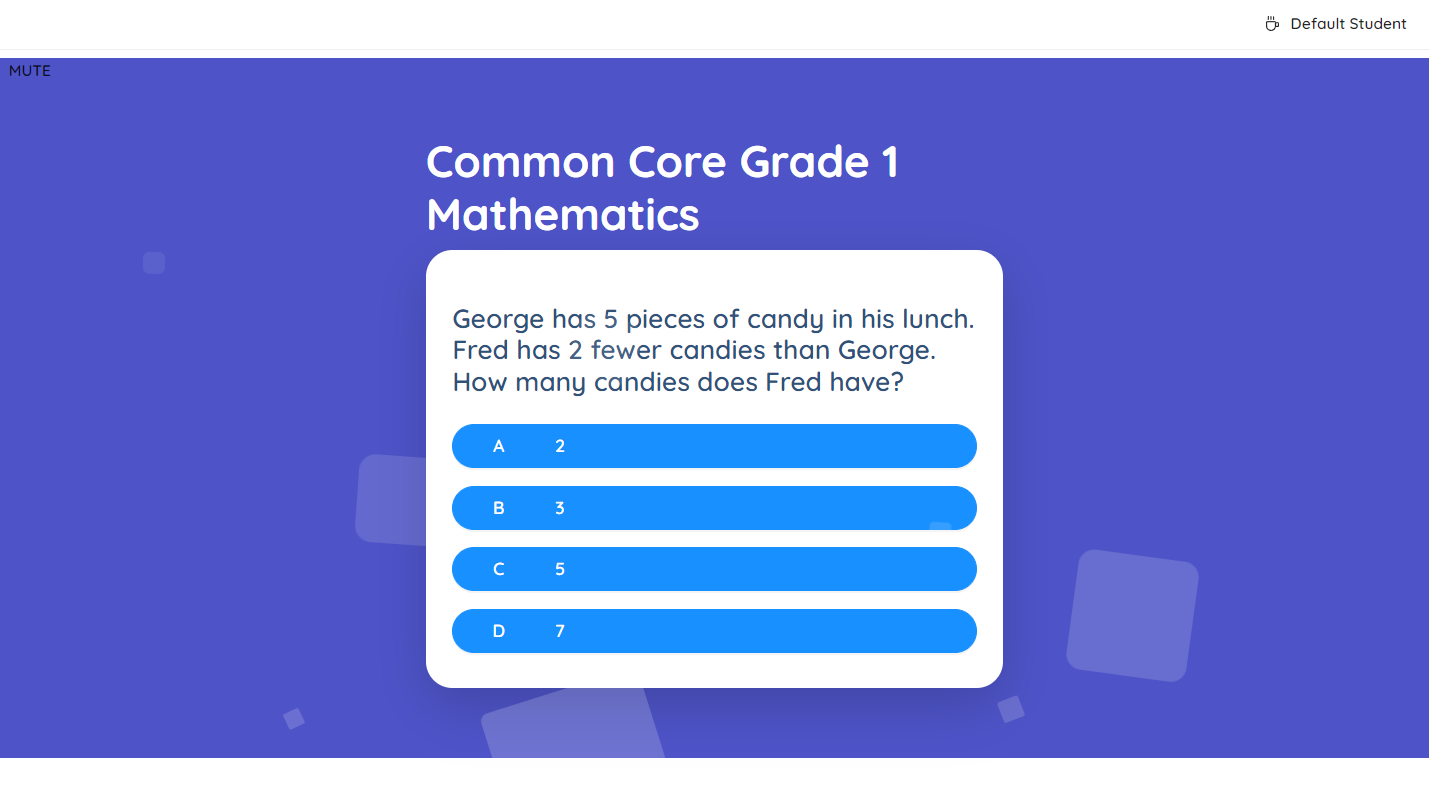 Default Student
MUTE
Common Core Grade 1
Mathematics
George has 5 pieces of candy in his lunch.
Fred has 2 fewer candies than George.
How many candies does Fred have?
A 2
B 3
C 5
D 7